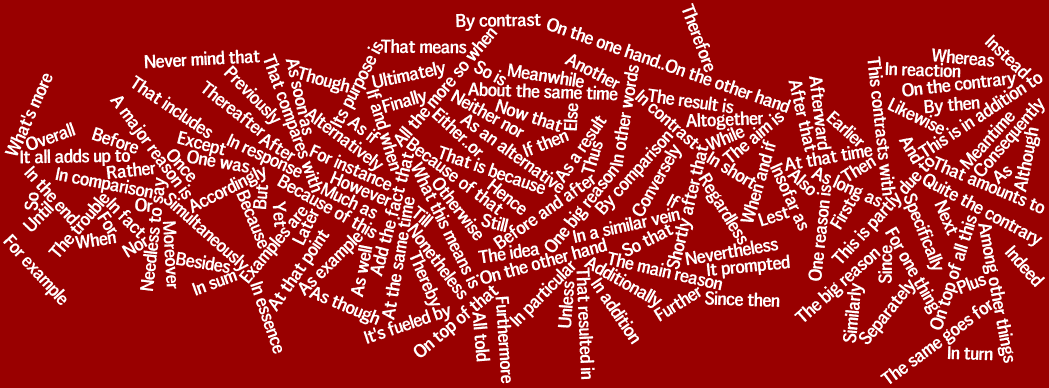 What's more
Overall
It all adds up to
Before
Rather
In comparison
In the end
So
Until
The trouble is
When
For example
For
In fact
Or
Nor
Needless to say
Moreover
Besides
In sum
A major reason is
That includes
Never mind that
Once
Except
One was
Accordingly
Simultaneously
Previously
Thereafter
After
In response
But
Because
Yet
Examples are
In essence
Later
At that point
As soon as
That compares with
Though
Its purpose is
Alternatively
As if
For instance
Much as
Because of this
However
Till
As example
As though
As well
Add the fact that
At the same time
If and when
That means
Ultimately
Finally
All the more so when
By contrast
So is
Meanwhile
About the same time
Neither nor
Either..or
Now that
As an alternative
If then
Else
Another
Because of that
That is because
Hence
What this means is
Otherwise
Still
Before and after
As a result
Thus
In other words
The idea
One big reason
Nonetheless
Thereby
It's fueled by
On top of that
All told
Furthermore
On the other hand
In particular
Unless
That resulted in
In addition
Additionally
In a similar vein
By comparison
Conversely
If
So that
The main reason
Further
Shortly after that
Since then
It prompted
Nevertheless
Regardless
In short
In contrast
On the one hand..On the other hand
Therefore
The result is
Altogether
While
The aim is
When and if
Lest
Insofar as
Also
At that time
After that
Afterward
Earlier
Then
As long as
First
One reason is
This contrasts with
This is partly due to
The big reason
Since
Similarly
Separately
For one thing
Specifically
And
Likewise
By then
On the contrary
In reaction
Whereas
Instead
This is in addition to
Meantime
Consequently
As
Although
That amounts to
Quite the contrary
Next
On top of all this
Plus
Among other things
Indeed
The same goes for
In turn